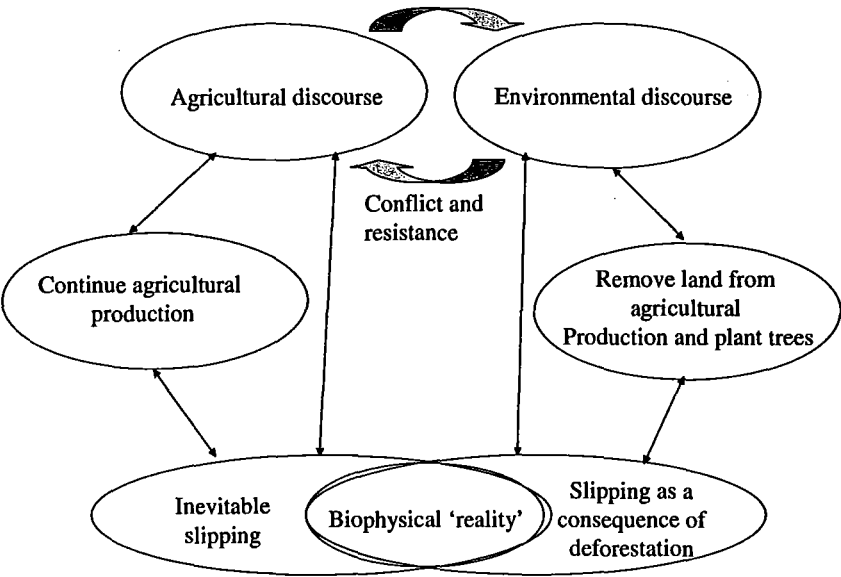 Agricultural discourse
Environmental discourse
Conflict and
resistance
Continue agricultural
production
Remove land from
agricultural
Production and plant trees
Inevitable
slipping
Biophysical ‘reality’
Slipping as a
consequence of
deforestation